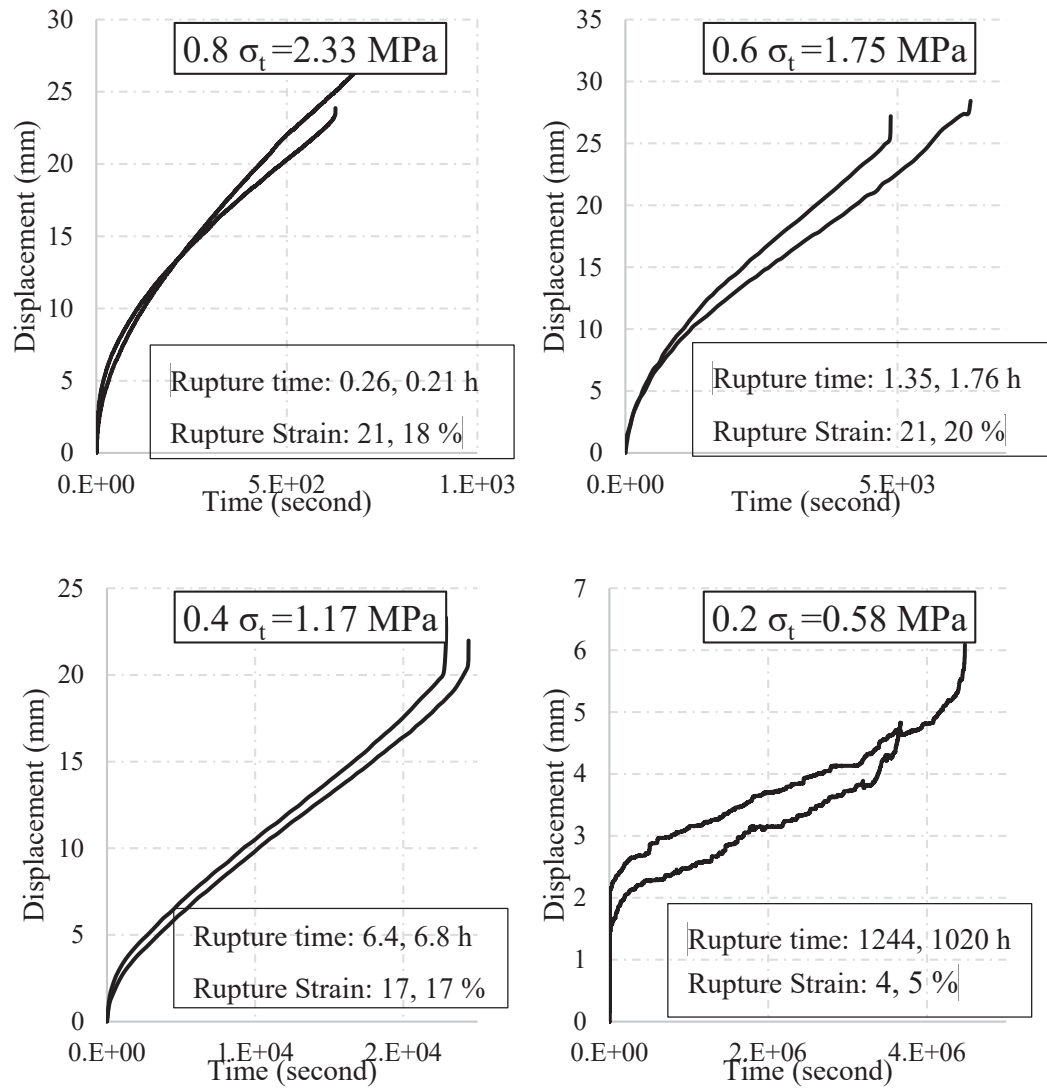 0.8 σt =2.33 MPa
Displacement (mm)
30
25
20
15
10
5
0
Rupture time: 0.26, 0.21 h
Rupture Strain: 21, 18 %
0.E+00 5.E+02 1.E+03
Time (second)
0.6 σt =1.75 MPa
Displacement (mm)
35
30
25
20
15
10
5
0
Rupture time: 1.35, 1.76 h
Rupture Strain: 21, 20 %
0.E+00 5.E+03
Time (second)
0.4 σt =1.17 MPa
Displacement (mm)
25
20
15
10
5
0
Rupture time: 6.4, 6.8 h
Rupture Strain: 17, 17 %
0.E+00 1.E+04 2.E+04
Time (second)
0.2 σt =0.58 MPa
Displacement (mm)
7
6
5
4
3
2
1
0
Rupture time: 1244, 1020 h
Rupture Strain: 4, 5 %
0.E+00 2.E+06 4.E+06
Time (second)